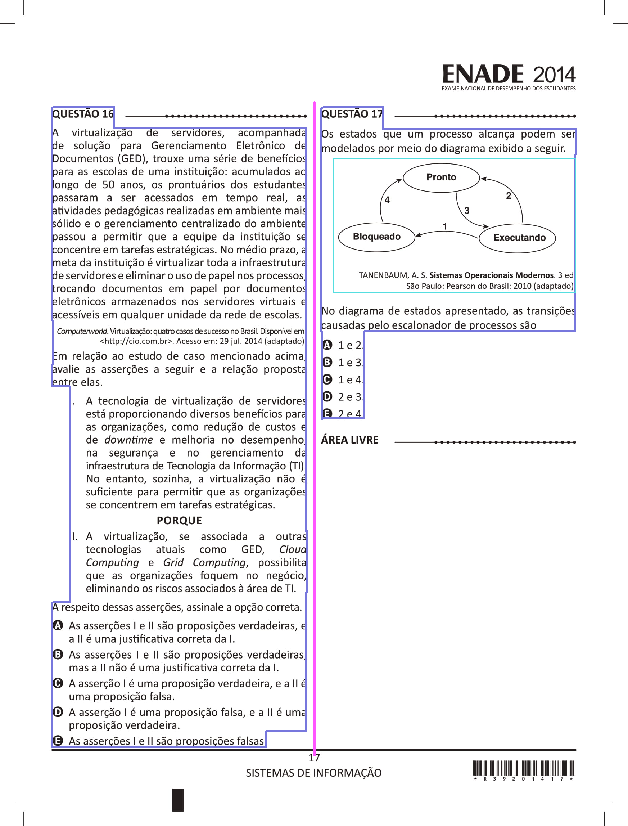 ENADE 2014
EXAME NACIONAL DE DESEMPENHO DOS ESTUDANTES
QUESTÃO 16
A virtualização de servidores, acompanhada
de solução para Gerenciamento Eletrônico de
Documentos (GED), trouxe uma série de benefícios
para as escolas de uma instituição: acumulados ao
longo de 50 anos, os prontuários dos estudantes
passaram a ser acessados em tempo real, as
atividades pedagógicas realizadas em ambiente mais
sólido e o gerenciamento centralizado do ambiente
passou a permitir que a equipe da instituição se
concentre em tarefas estratégicas. No médio prazo, a
meta da instituição é virtualizar toda a infraestrutura
de servidores e eliminar o uso de papel nos processos,
trocando documentos em papel por documentos
eletrônicos armazenados nos servidores virtuais e
acessíveis em qualquer unidade da rede de escolas.
Computerworld. Virtualização: quatro casos de sucesso no Brasil. Disponível em:
<http://cio.com.br>. Acesso em: 29 jul. 2014 (adaptado).
Em relação ao estudo de caso mencionado acima,
avalie as asserções a seguir e a relação proposta
entre elas.
I. A tecnologia de virtualização de servidores
está proporcionando diversos benefícios para
as organizações, como redução de custos e
de downtime e melhoria no desempenho,
na segurança e no gerenciamento da
infraestrutura de Tecnologia da Informação (TI).
No entanto, sozinha, a virtualização não é
suficiente para permitir que as organizações
se concentrem em tarefas estratégicas.
PORQUE
II. A virtualização, se associada a outras
tecnologias atuais como GED, Cloud
Computing e Grid Computing, possibilita
que as organizações foquem no negócio,
eliminando os riscos associados à área de TI.
A respeito dessas asserções, assinale a opção correta.
A As asserções I e II são proposições verdadeiras, e
a II é uma justificativa correta da I.
B As asserções I e II são proposições verdadeiras,
mas a II não é uma justificativa correta da I.
C A asserção I é uma proposição verdadeira, e a II é
uma proposição falsa.
D A asserção I é uma proposição falsa, e a II é uma
proposição verdadeira.
E As asserções I e II são proposições falsas.
QUESTÃO 17
Os estados que um processo alcança podem ser
modelados por meio do diagrama exibido a seguir.
Pronto
4
2
3
1
Bloqueado
Executando
TANENBAUM, A. S. Sistemas Operacionais Modernos. 3 ed.
São Paulo: Pearson do Brasil: 2010 (adaptado).
No diagrama de estados apresentado, as transições
causadas pelo escalonador de processos são
A 1 e 2.
B 1 e 3.
C 1 e 4.
D 2 e 3.
E 2 e 4.
ÁREA LIVRE
17
SISTEMAS DE INFORMAÇÃO
*R39201417*